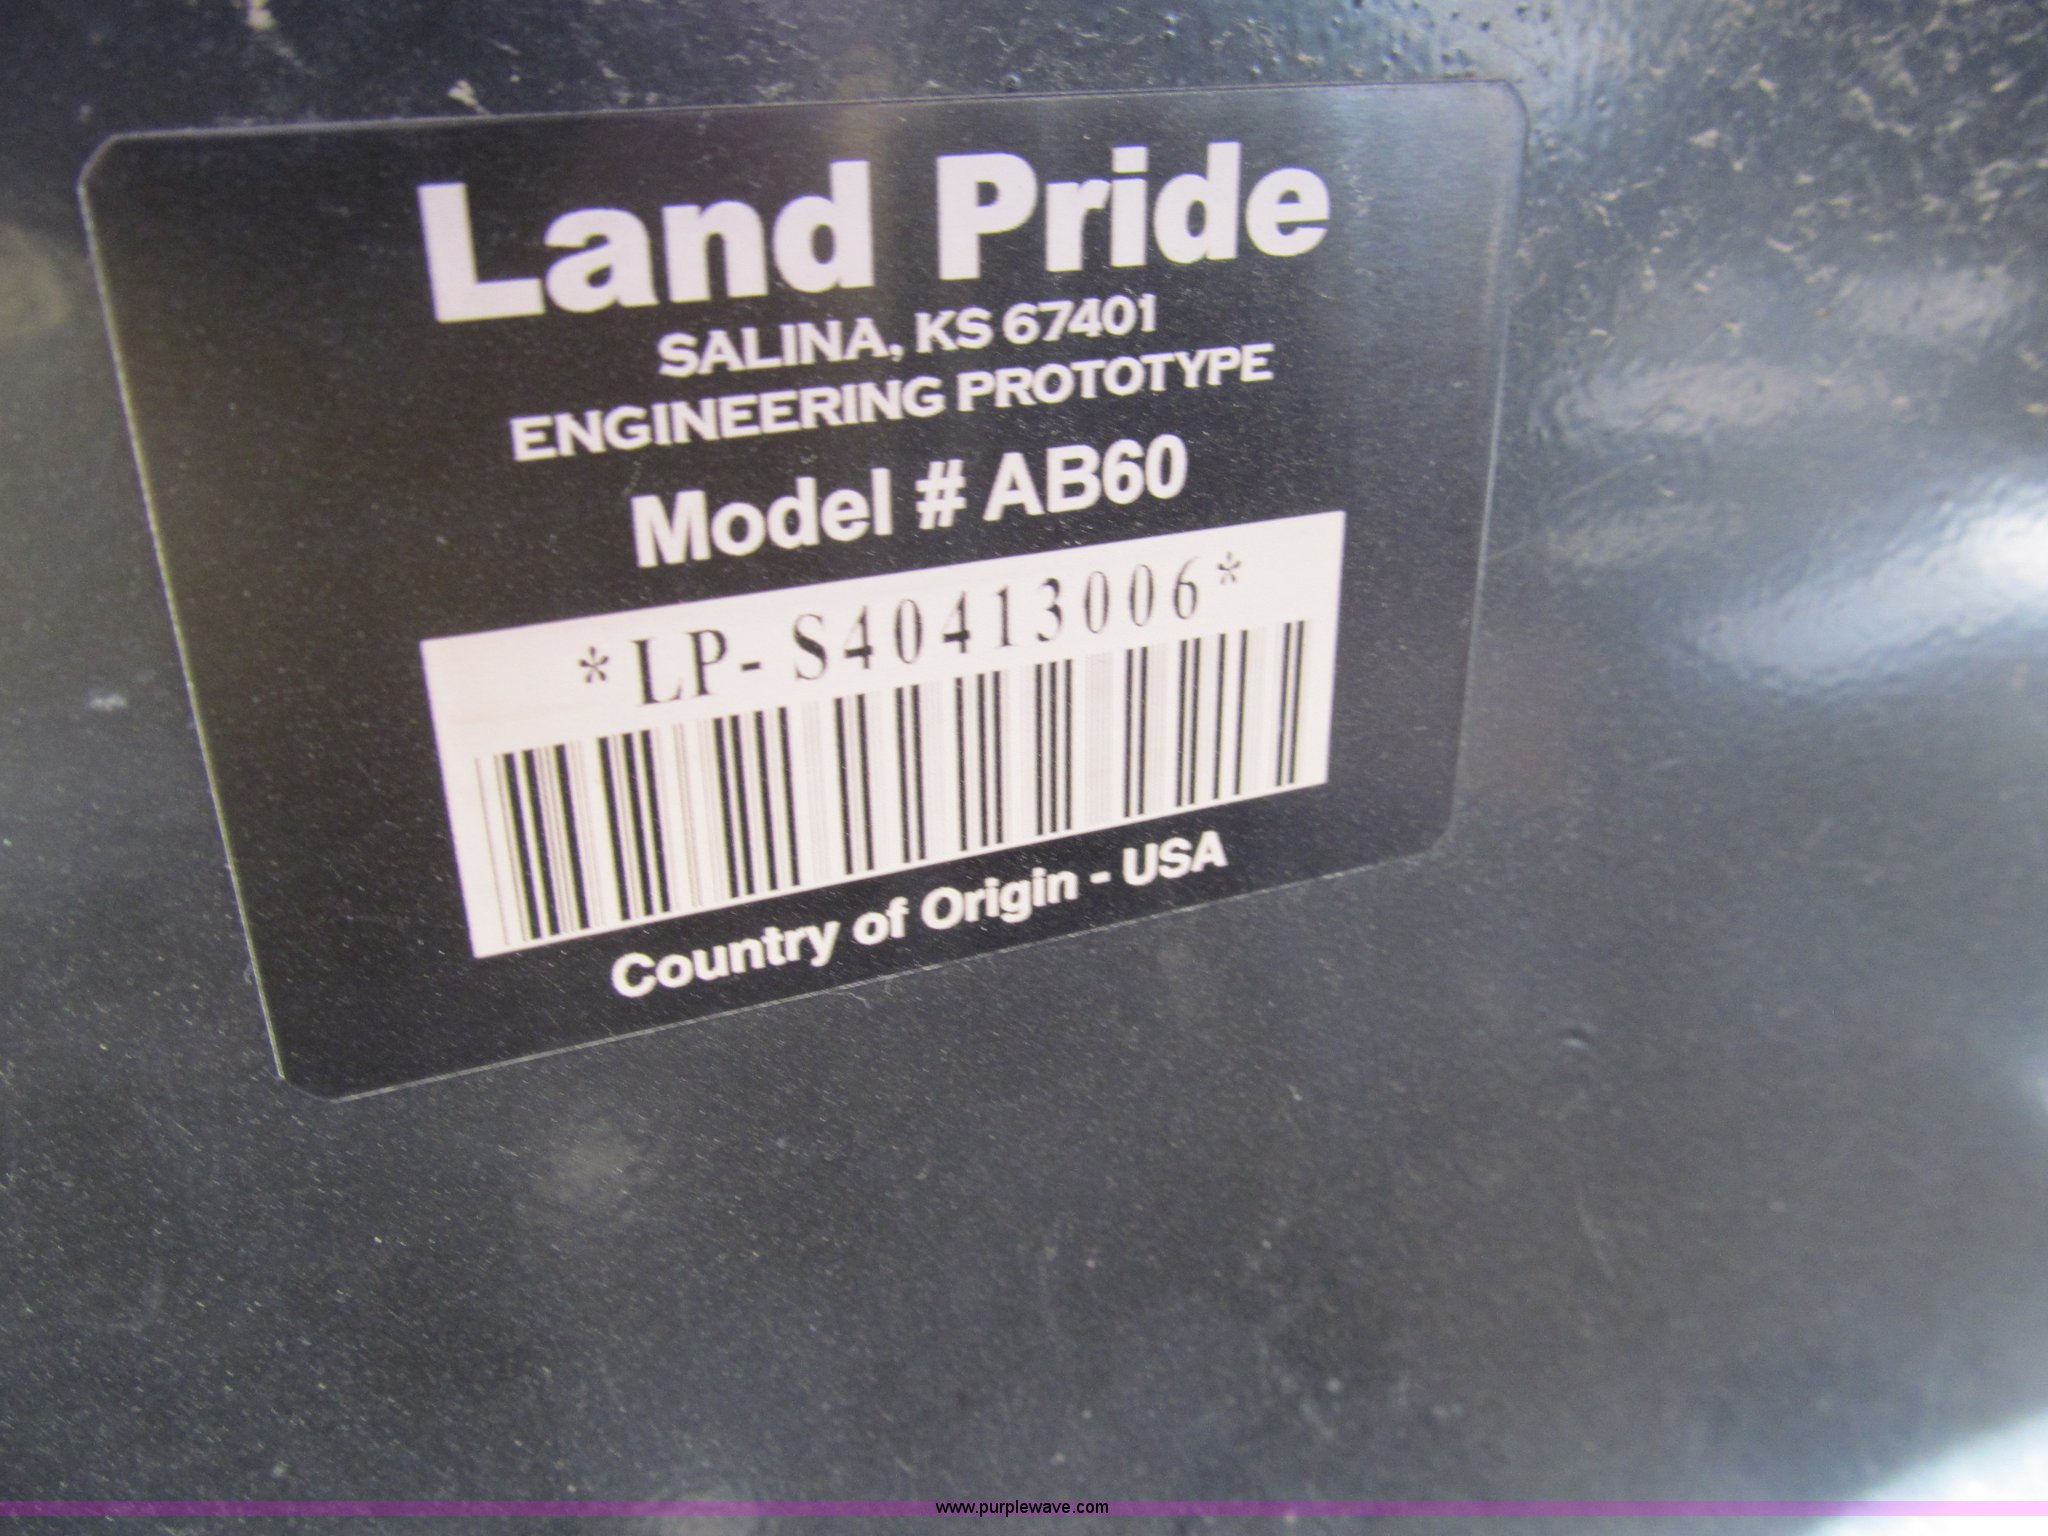 Land Pride
SALINA, KS 67401
ENGINEERING PROTOTYPE
Model # AB60
*LP- S40413006*
Country of Origin - USA
www.purplewave.com